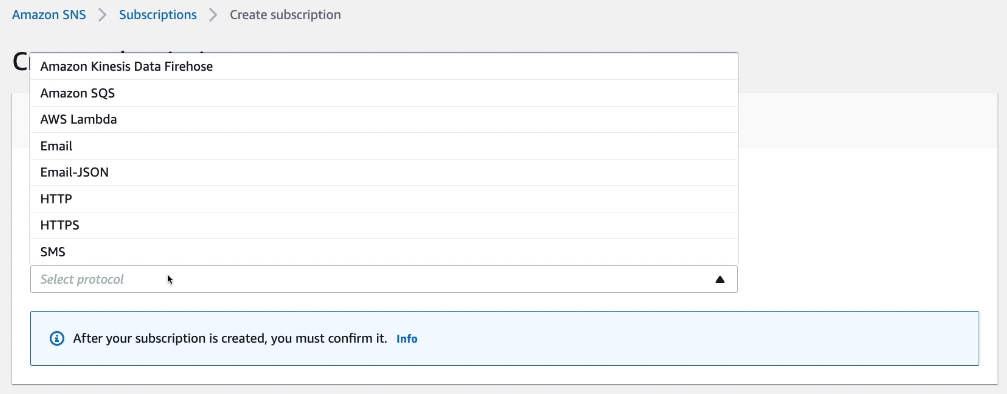 Amazon SNS > Subscriptions > Create subscription
Amazon Kinesis Data Firehose
Amazon SQS
AWS Lambda
Email
Email-JSON
HTTP
HTTPS
SMS
Select protocol
After your subscription is created, you must confirm it. Info